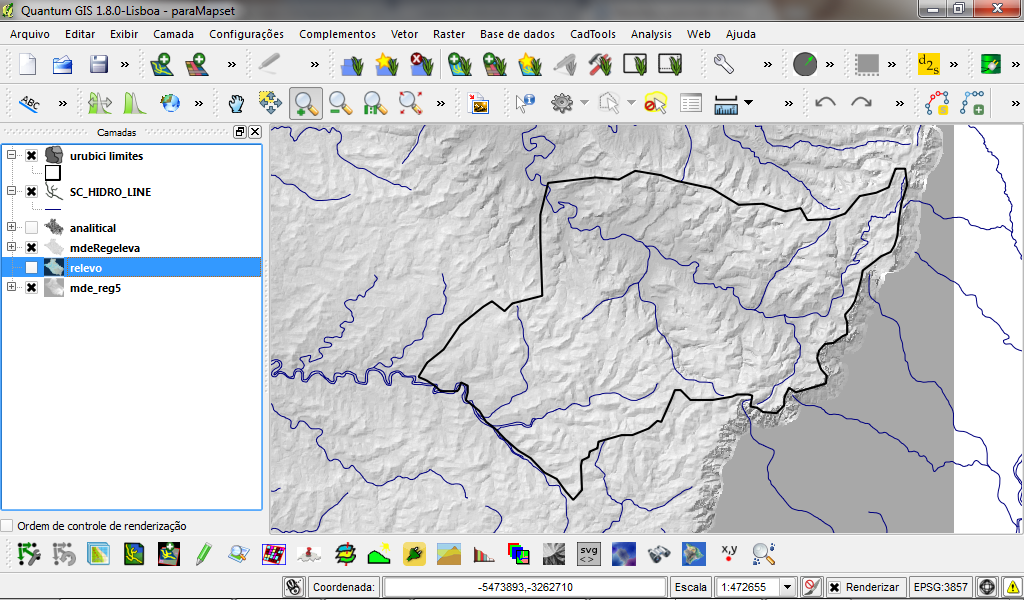 Quantum GIS 1.8.0-Lisboa - paraMapset
Arquivo Editar Exibir Camada Configurações Complementos Vetor Raster Base de dados CadTools Analysis Web Ajuda
»
»
»
»
»
d2s
»
»
ABC
»
»
»
»
»
»
Camadas
urubici limites
SC_HIDRO_LINE
analitical
mdeRegeleva
relevo
mde_reg5
Ordem de controle de renderização
svg
<>
x,y
Coordenada: -5473893,-3262710 Escala 1:472655 Renderizar EPSG:3857